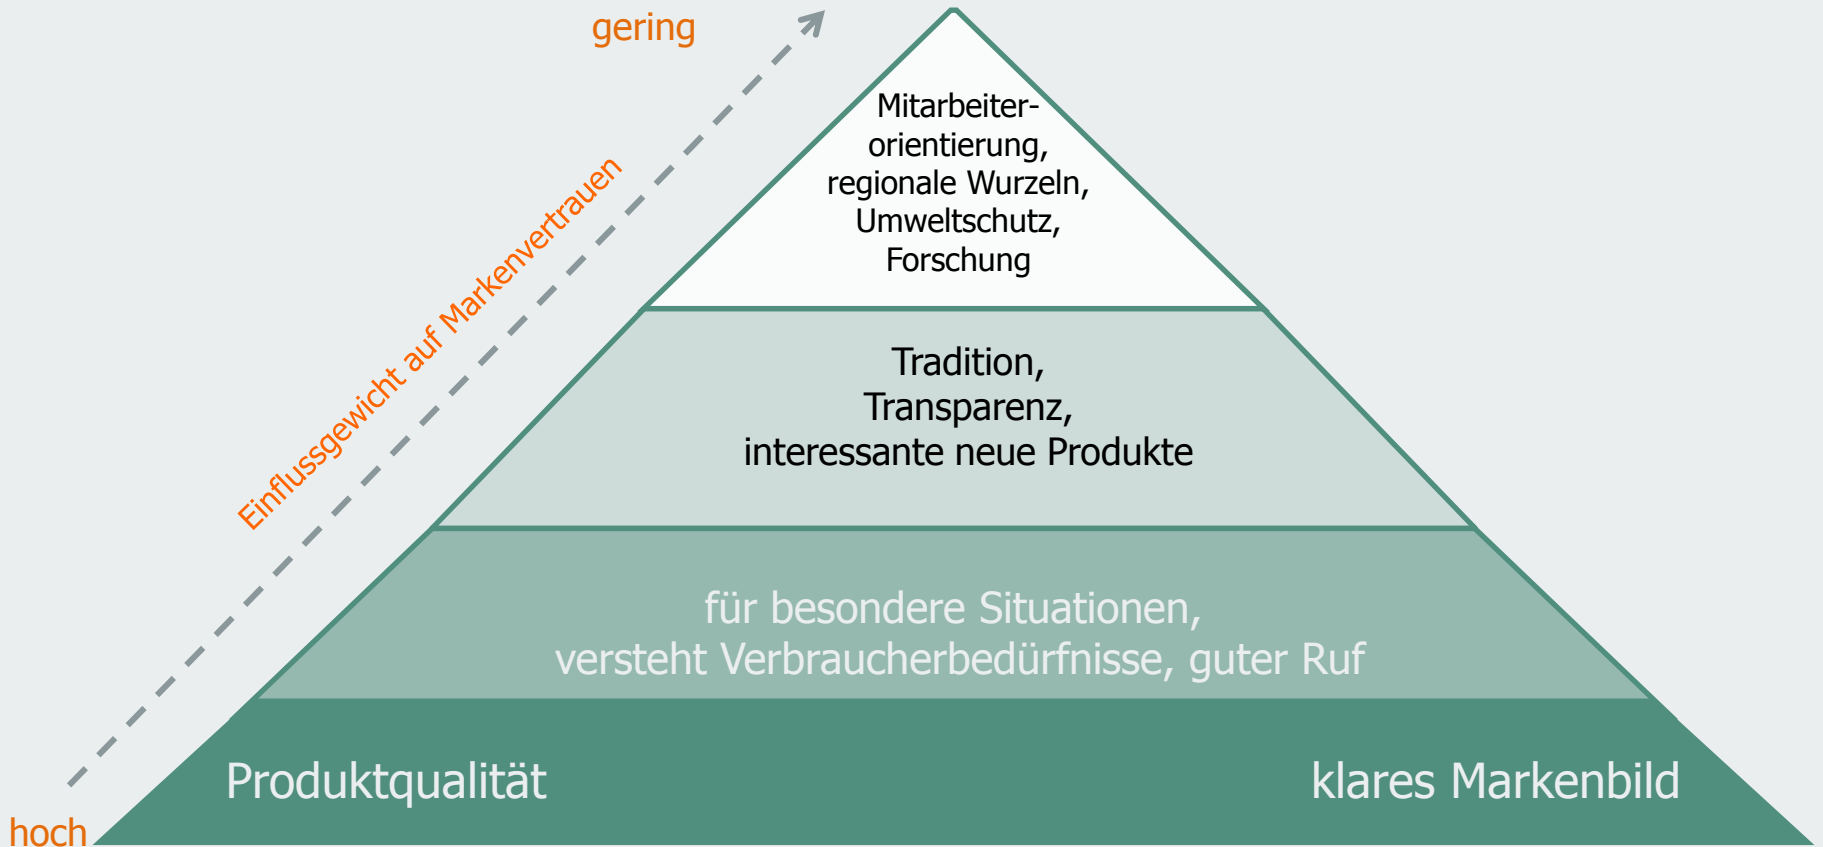 gering
Einflussgewicht auf Markenvertrauen
hoch
Mitarbeiter-
orientierung,
regionale Wurzeln,
Umweltschutz,
Forschung
Tradition,
Transparenz,
interessante neue Produkte
für besondere Situationen,
versteht Verbraucherbedürfnisse, guter Ruf
Produktqualität
klares Markenbild